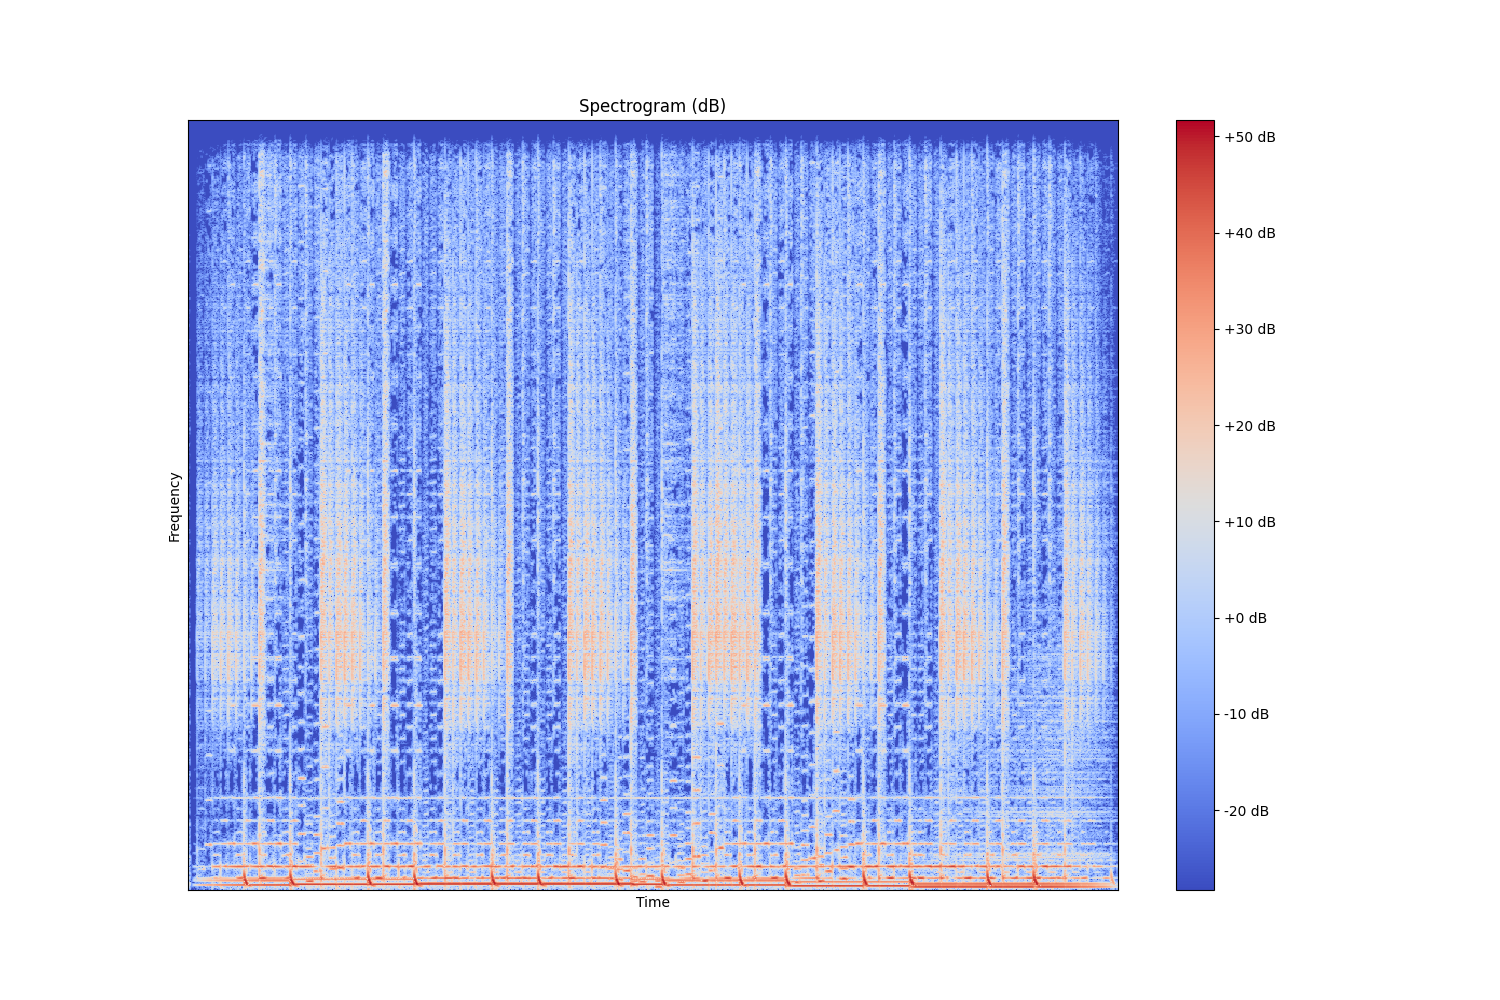 Spectrogram (dB)
+50 dB
+40 dB
+30 dB
+20 dB
+10 dB
+0 dB
-10 dB
-20 dB
Frequency
Time